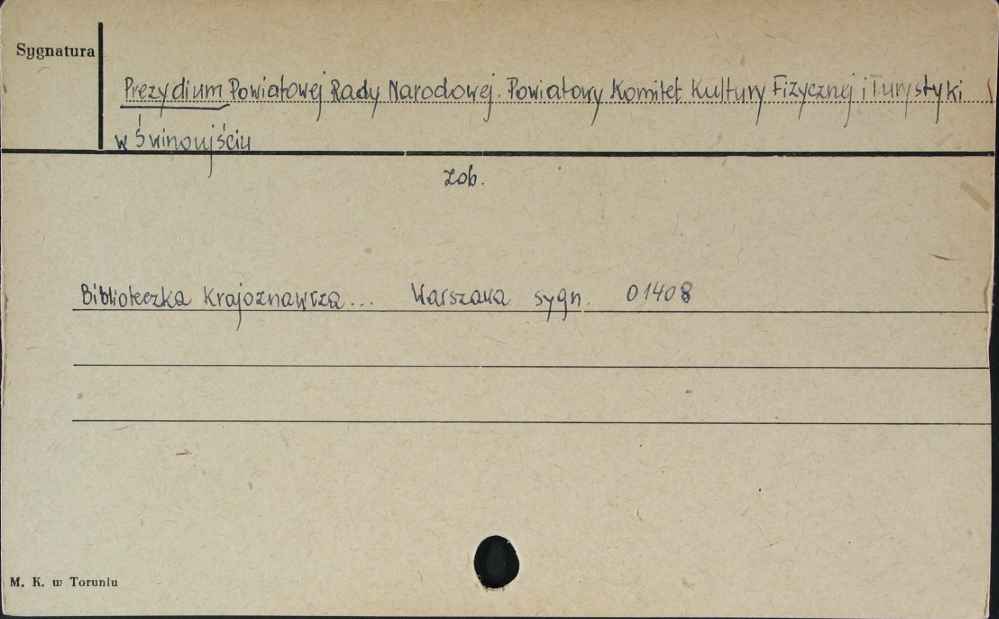 Sygnatura
Prezydium Powiatowej Rady Narodowej. Powiatowy Komitet Kultury Fizycznej i Turystyki
w Świnoujściu
zob.
Biblioteczka Krajoznawcza... Warszawa sygn. 01408
M. K. w Toruniu